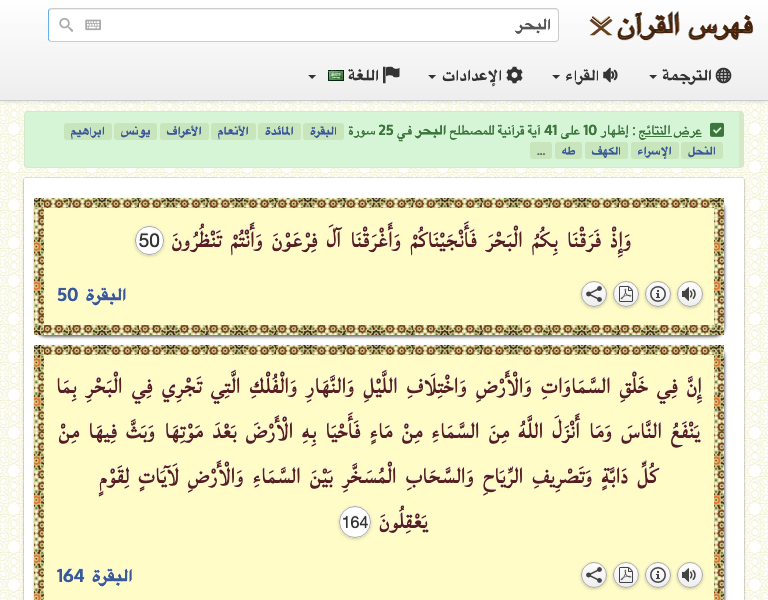 فهرس القرآن
البحر
الترجمة القراء الإعدادات اللغة
عرض النتائج : إظهار 10 على 41 آية قرآنية للمصطلح البحر في 25 سورة البقرة المائدة الأنعام الأعراف يونس ابراهيم
النحل الإسراء الكهف طه ...
وَإِذْ فَرَقْنَا بِكُمُ الْبَحْرَ فَأَنْجَيْنَاكُمْ وَأَغْرَقْنَا آلَ فِرْعَوْنَ وَأَنْتُمْ تَنْظُرُونَ 50
البقرة 50
إِنَّ فِي خَلْقِ السَّمَاوَاتِ وَالْأَرْضِ وَاخْتِلَافِ اللَّيْلِ وَالنَّهَارِ وَالْفُلْكِ الَّتِي تَجْرِي فِي الْبَحْرِ بِمَا
يَنْفَعُ النَّاسَ وَمَا أَنْزَلَ اللَّهُ مِنَ السَّمَاءِ مِنْ مَاءٍ فَأَحْيَا بِهِ الْأَرْضَ بَعْدَ مَوْتِهَا وَبَثَّ فِيهَا مِنْ
كُلِّ دَابَّةٍ وَتَصْرِيفِ الرِّيَاحِ وَالسَّحَابِ الْمُسَخَّرِ بَيْنَ السَّمَاءِ وَالْأَرْضِ لَآيَاتٍ لِقَوْمٍ
يَعْقِلُونَ 164
البقرة 164